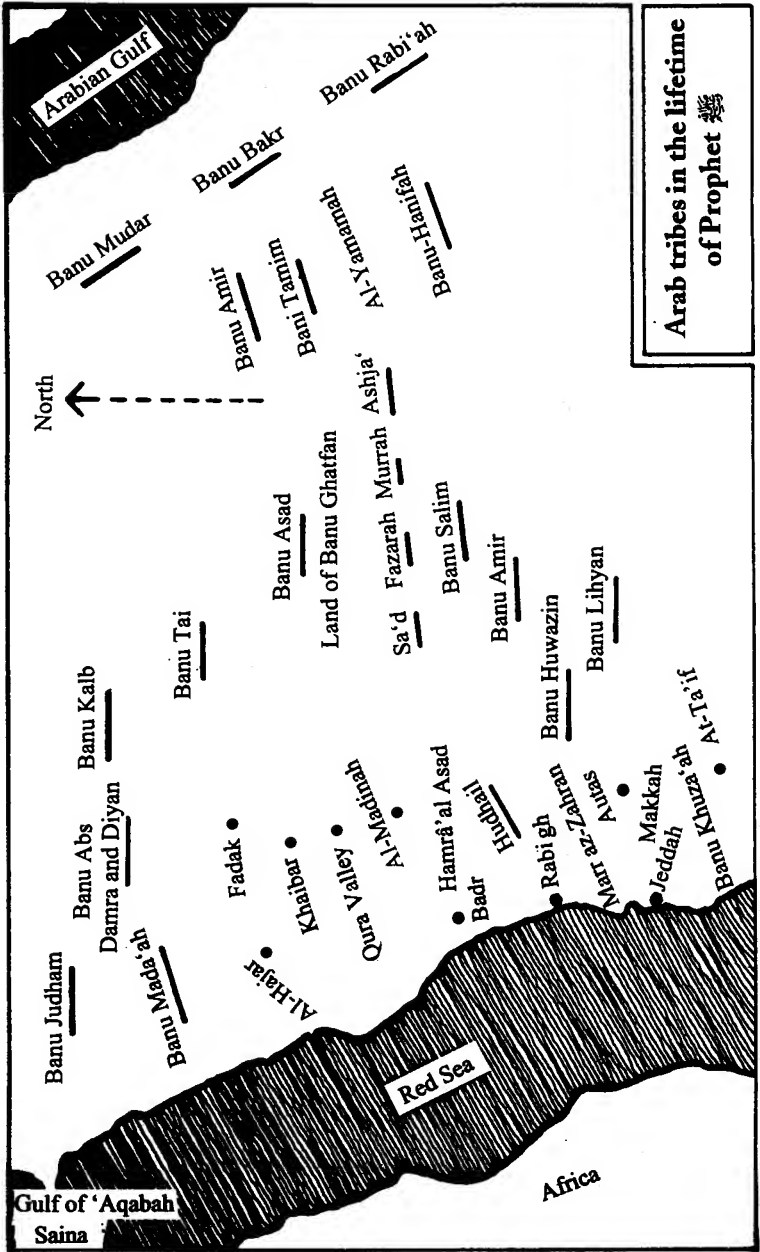 Arab tribes in the lifetime
of Prophet ﷺ
North
Arabian Gulf
Banu Rabi‘ah
Banu Bakr
Banu Mudar
Banu Amir
Bani Tamim
Al-Yamamah
Banu-Hanifah
Banu Asad
Land of Banu Ghatfan
Sa‘d Fazarah Murrah Ashja‘
Banu Salim
Banu Amir
Banu Huwazin
Banu Lihyan
Banu Tai
Banu Kalb
Banu Abs
Damra and Diyan
Banu Judham
Banu Mada‘ah
Fadak
Al-Hajar
Khaibar
Qura Valley
Al-Madinah
Hamrâ’al Asad
Badr
Hudhail
Rabigh
Marr az-Zahran
Autas
Makkah
Jeddah
Banu Khuza‘ah
At-Ta’if
Red Sea
Africa
Gulf of ‘Aqabah
Saina